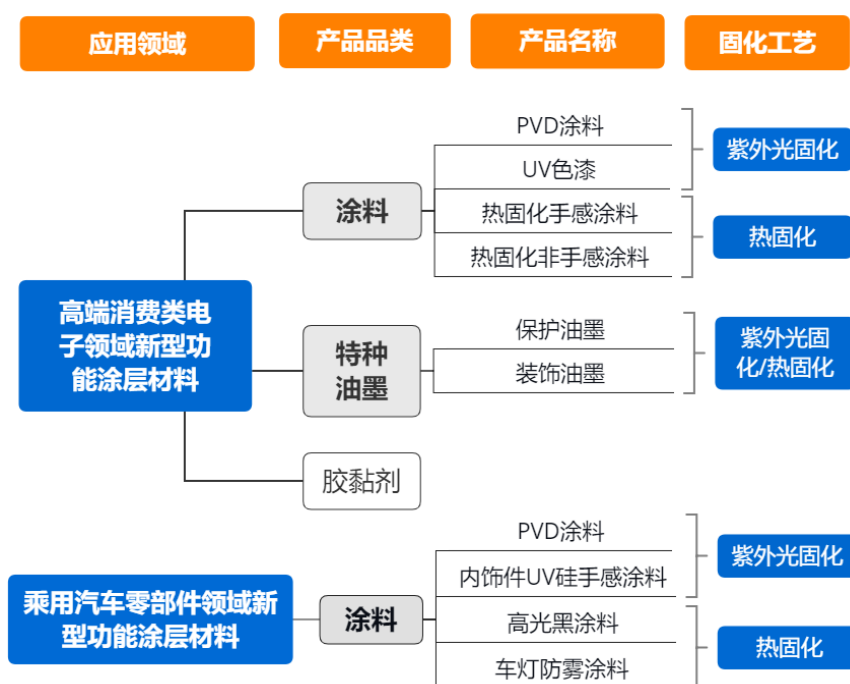 应用领域
产品品类
产品名称
固化工艺
高端消费类电
子领域新型功
能涂层材料
涂料
PVD涂料
UV色漆
紫外光固化
热固化手感涂料
热固化非手感涂料
热固化
特种
油墨
保护油墨
装饰油墨
紫外光固
化/热固化
胶黏剂
乘用汽车零部件领域新
型功能涂层材料
涂料
PVD涂料
内饰件UV硅手感涂料
紫外光固化
高光黑涂料
车灯防雾涂料
热固化